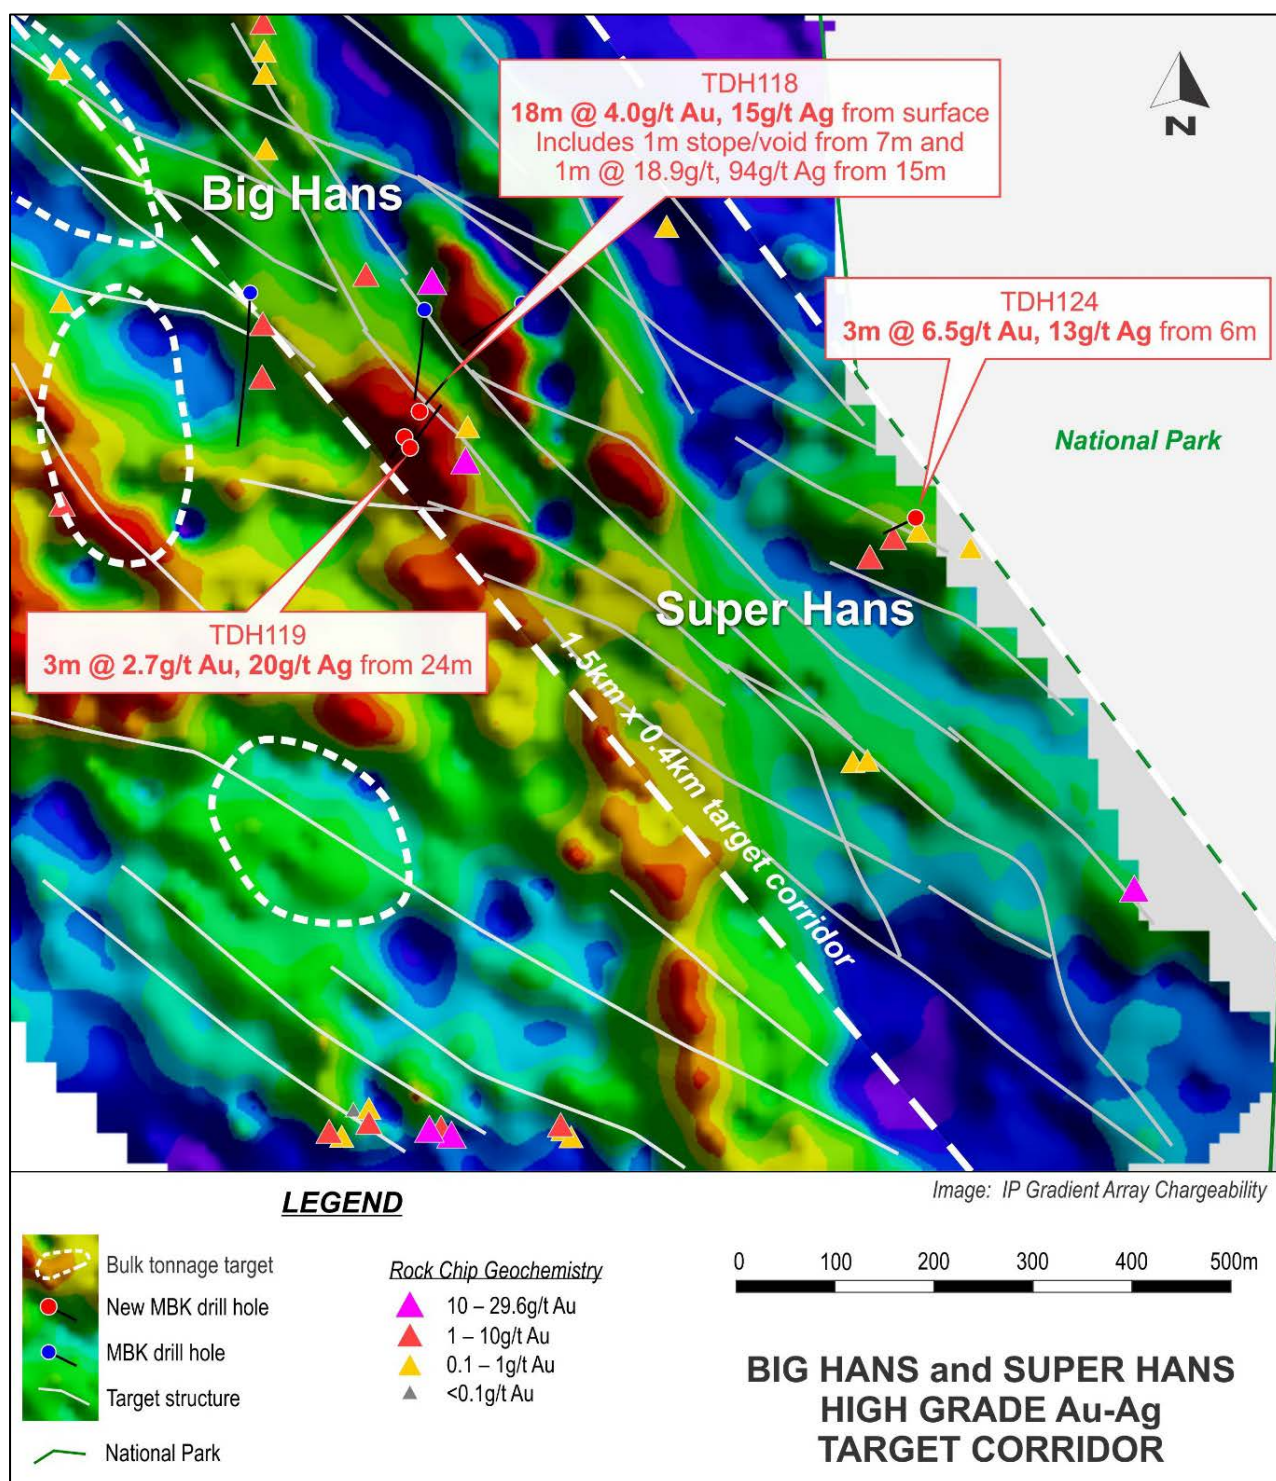 TDH118
18m @ 4.0g/t Au, 15g/t Ag from surface
Includes 1m stope/void from 7m and
1m @ 18.9g/t, 94g/t Ag from 15m
N
Big Hans
TDH124
3m @ 6.5g/t Au, 13g/t Ag from 6m
National Park
Super Hans
TDH119
3m @ 2.7g/t Au, 20g/t Ag from 24m
1.5km x 0.4km target corridor
Image: IP Gradient Array Chargeability
LEGEND
Bulk tonnage target
New MBK drill hole
MBK drill hole
Target structure
National Park
Rock Chip Geochemistry
10 – 29.6g/t Au
1 – 10g/t Au
0.1 – 1g/t Au
<0.1g/t Au
0 100 200 300 400 500m
BIG HANS and SUPER HANS
HIGH GRADE Au-Ag
TARGET CORRIDOR